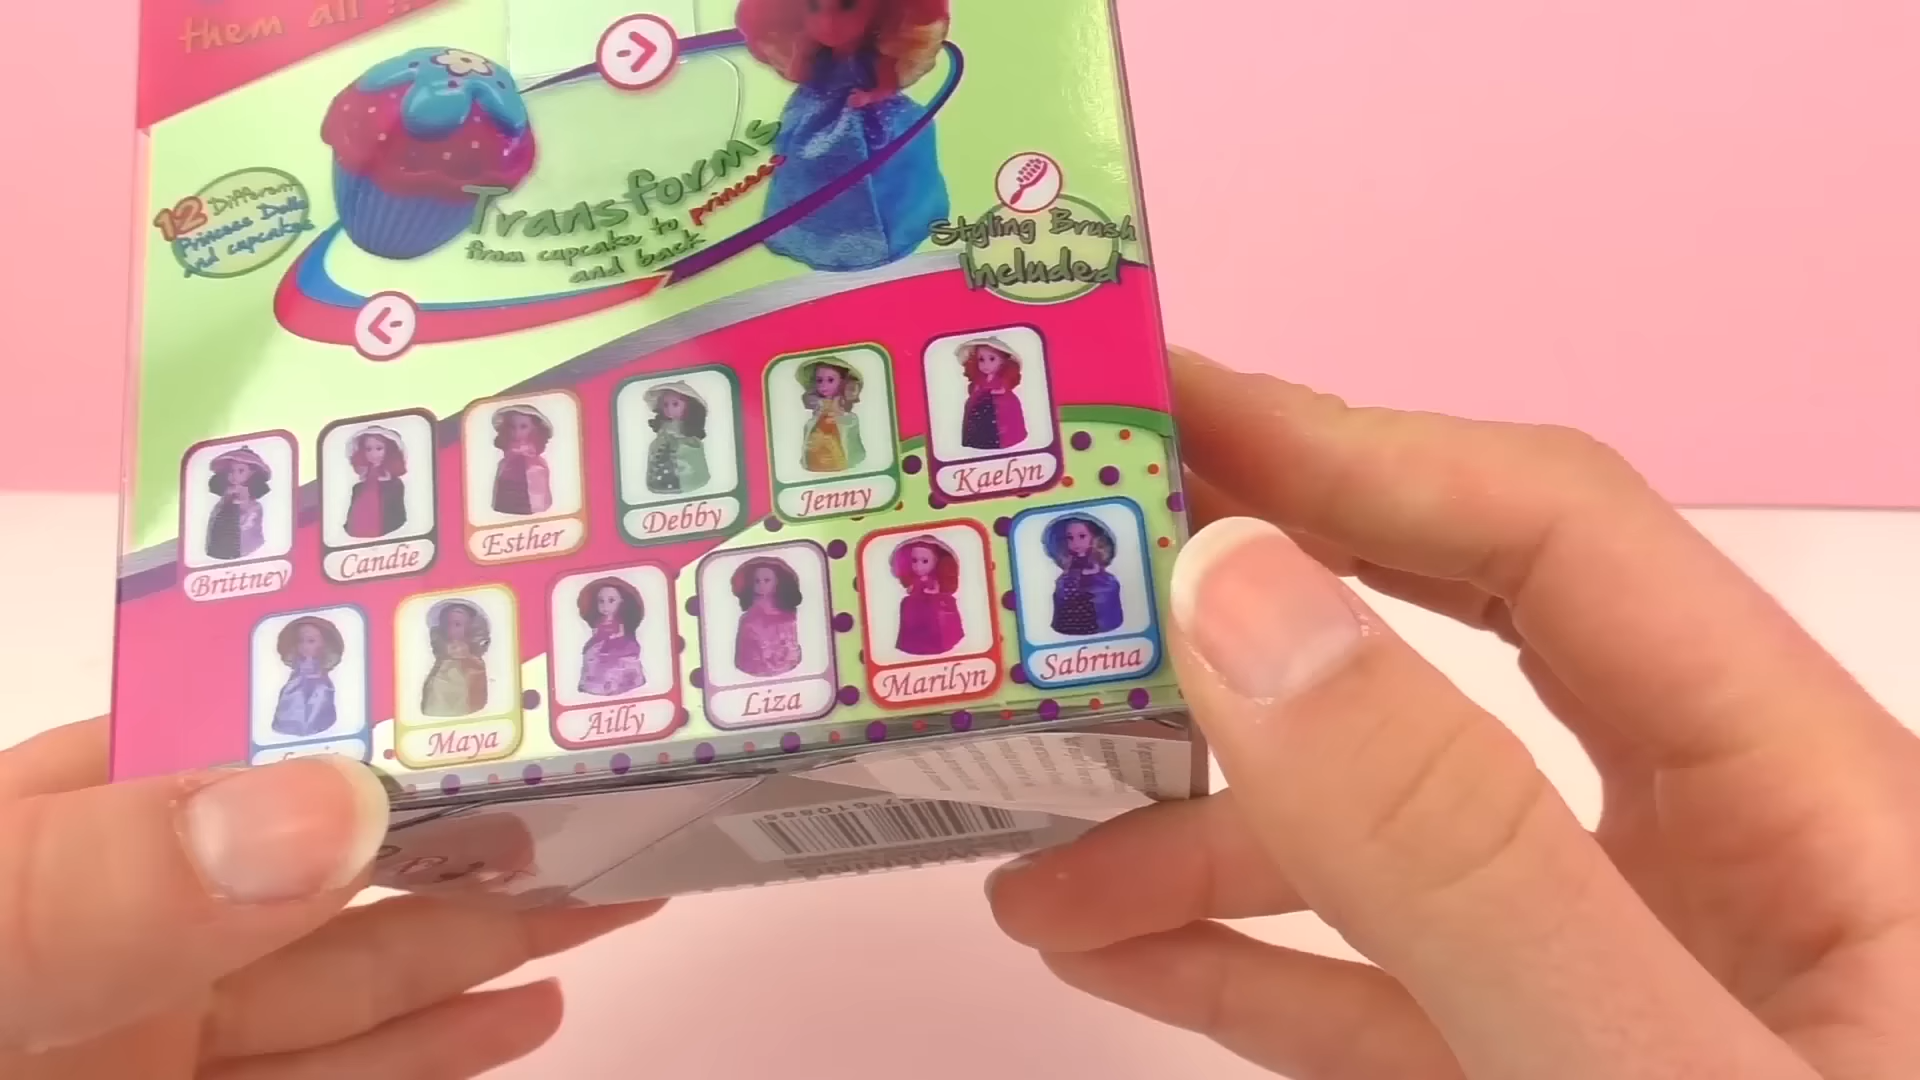 them all !!
12 Different
Princess Dolls
and cupcakes
Transforms
from cupcake to princess
and back
Styling Brush
Included
Brittney
Candie
Esther
Debby
Jenny
Kaelyn
Maya
Ailly
Liza
Marilyn
Sabrina